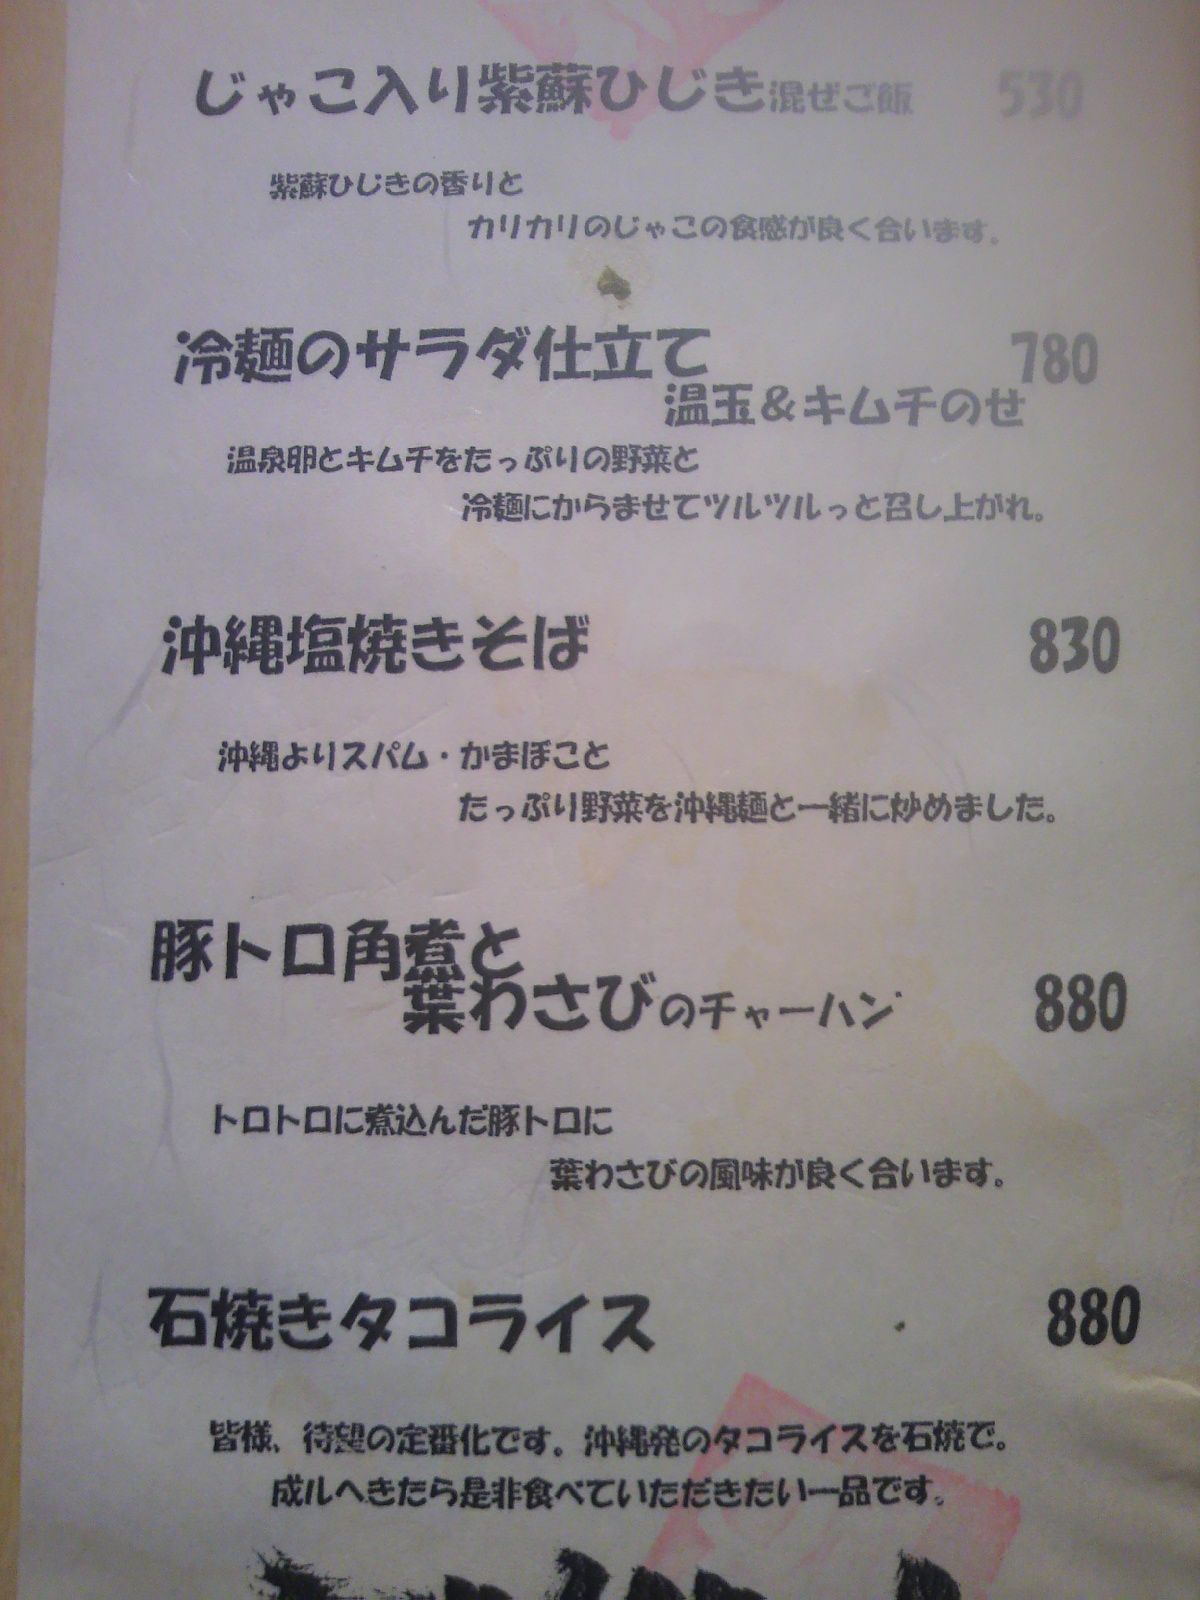 じゃこ入り紫蘇ひじき混ぜご飯 530
紫蘇ひじきの香りと
カリカリのじゃこの食感が良く合います。
冷麺のサラダ仕立て 780
温玉&キムチのせ
温泉卵とキムチをたっぷりの野菜と
冷麺にからませてツルツルっと召し上がれ。
沖縄塩焼きそば 830
沖縄よりスパム・かまぼこと
たっぷり野菜を沖縄麺と一緒に炒めました。
豚トロ角煮と
葉わさびのチャーハン 880
トロトロに煮込んだ豚トロに
葉わさびの風味が良く合います。
石焼きタコライス 880
皆様、待望の定番化です。沖縄発のタコライスを石焼で。
成ルへきたら是非食べていただきたい一品です。